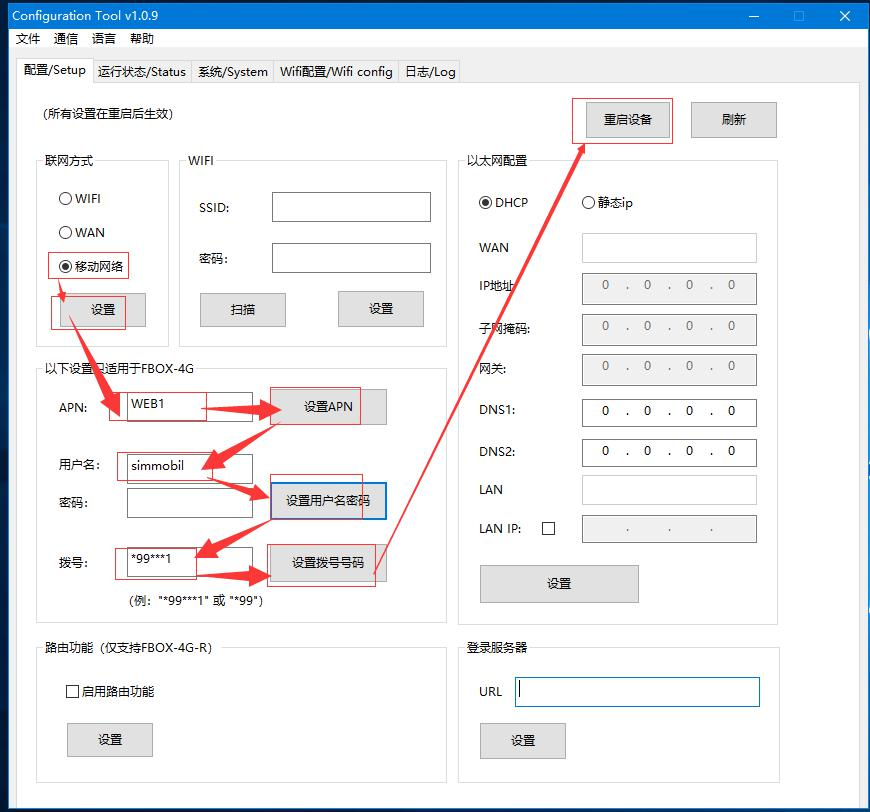 Configuration Tool v1.0.9
文件 通信 语言 帮助
配置/Setup 运行状态/Status 系统/System Wifi配置/Wifi config 日志/Log
(所有设置在重启后生效)
重启设备 刷新
联网方式
WIFI
WAN
移动网络
设置
WIFI
SSID:
密码:
扫描 设置
以下设置只适用于FBOX-4G
APN: WEB1 设置APN
用户名: simmobil
密码: 设置用户名密码
拨号: *99***1 设置拨号号码
(例: "*99***1" 或 "*99")
以太网配置
DHCP 静态ip
WAN
IP地址 0 . 0 . 0 . 0
子网掩码: 0 . 0 . 0 . 0
网关: 0 . 0 . 0 . 0
DNS1: 0 . 0 . 0 . 0
DNS2: 0 . 0 . 0 . 0
LAN
LAN IP: . . .
设置
路由功能 (仅支持FBOX-4G-R)
启用路由功能
设置
登录服务器
URL
设置